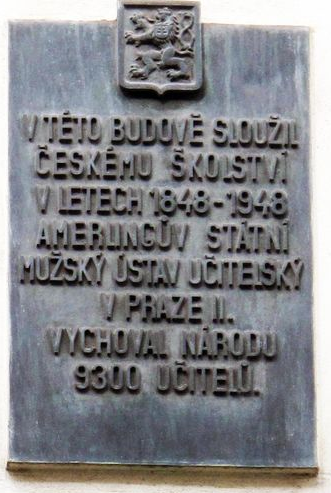 V TÉTO BUDOVĚ SLOUŽIL
ČESKÉMU ŠKOLSTVÍ
V LETECH 1848-1948
AMERLINGŮV STÁTNÍ
MUŽSKÝ ÚSTAV UČITELSKÝ
V PRAZE II.
VYCHOVAL NÁRODU
9300 UČITELŮ.